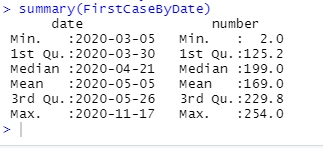 > summary(FirstCaseByDate)
date number
Min. :2020-03-05 Min. : 2.0
1st Qu.:2020-03-30 1st Qu.:125.2
Median :2020-04-21 Median :199.0
Mean :2020-05-05 Mean :169.0
3rd Qu.:2020-05-26 3rd Qu.:229.8
Max. :2020-11-17 Max. :254.0
>